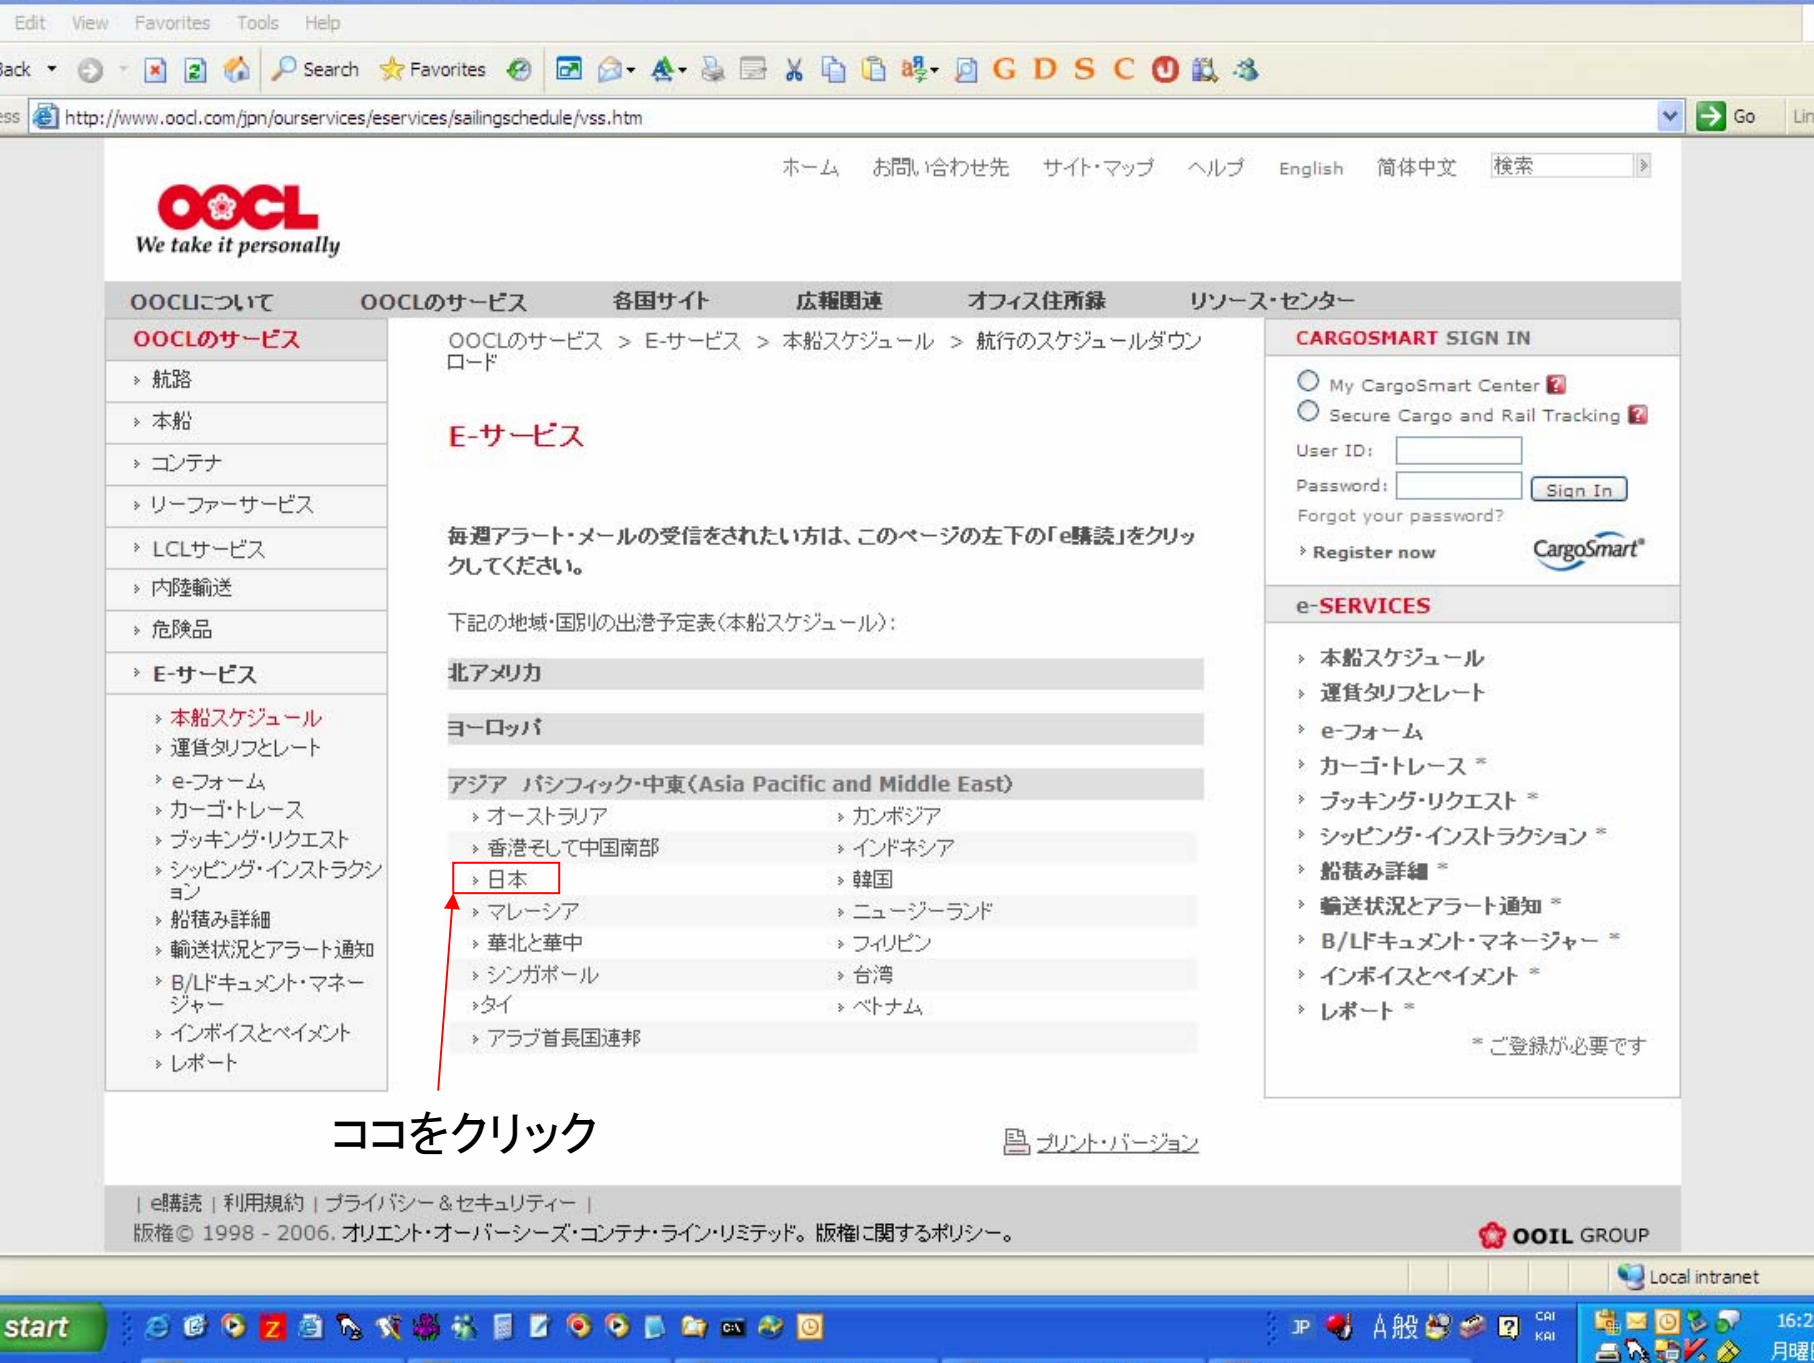 Edit View Favorites Tools Help
Back Search Favorites G D S C
http://www.oocl.com/jpn/ourservices/eservices/sailingschedule/vss.htm Go
ホーム お問い合わせ先 サイト・マップ ヘルプ English 简体中文 検索
OOCL
We take it personally
OOCLについて OOCLのサービス 各国サイト 広報関連 オフィス住所録 リソース・センター
OOCLのサービス
› 航路
› 本船
› コンテナ
› リーファーサービス
› LCLサービス
› 内陸輸送
› 危険品
› E-サービス
› 本船スケジュール
› 運賃タリフとレート
› e-フォーム
› カーゴ・トレース
› ブッキング・リクエスト
› シッピング・インストラクシ
ョン
› 船積み詳細
› 輸送状況とアラート通知
› B/Lドキュメント・マネー
ジャー
› インボイスとペイメント
› レポート
OOCLのサービス > E-サービス > 本船スケジュール > 航行のスケジュールダウン
ロード
E-サービス
毎週アラート・メールの受信をされたい方は、このページの左下の「e購読」をクリッ
クしてください。
下記の地域・国別の出港予定表(本船スケジュール):
北アメリカ
ヨーロッパ
アジア パシフィック・中東(Asia Pacific and Middle East)
› オーストラリア › カンボジア
› 香港そして中国南部 › インドネシア
› 日本 › 韓国
› マレーシア › ニュージーランド
› 華北と華中 › フィリピン
› シンガポール › 台湾
›タイ › ベトナム
› アラブ首長国連邦
ココをクリック
プリント・バージョン
CARGOSMART SIGN IN
My CargoSmart Center ?
Secure Cargo and Rail Tracking ?
User ID:
Password: Sign In
Forgot your password?
› Register now CargoSmart®
e-SERVICES
› 本船スケジュール
› 運賃タリフとレート
› e-フォーム
› カーゴ・トレース *
› ブッキング・リクエスト *
› シッピング・インストラクション *
› 船積み詳細 *
› 輸送状況とアラート通知 *
› B/Lドキュメント・マネージャー *
› インボイスとペイメント *
› レポート *
* ご登録が必要です
| e購読 | 利用規約 | プライバシー & セキュリティー |
版権© 1998 - 2006. オリエント・オーバーシーズ・コンテナ・ライン・リミテッド。版権に関するポリシー。
OOIL GROUP
Local intranet
start JP A 般 CAPS KANA